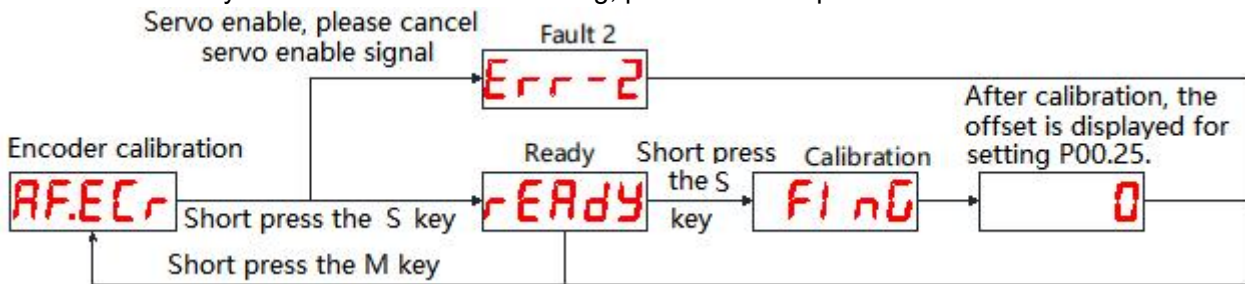 Servo enable, please cancel
servo enable signal
Fault 2
Err-2
After calibration, the
offset is displayed for
setting P00.25.
Encoder calibration
Ready
Short press
the S
key
Calibration
AF.ECr
Short press the S key
rEAdY
FInG
0
Short press the M key